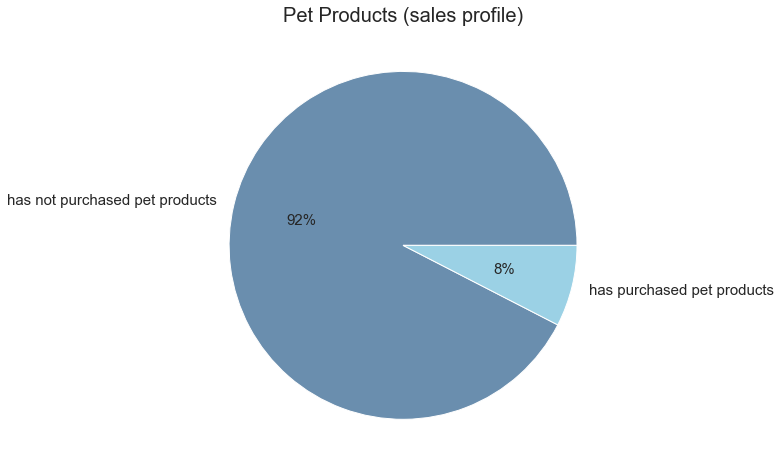 Pet Products (sales profile)
has not purchased pet products
92%
8%
has purchased pet products